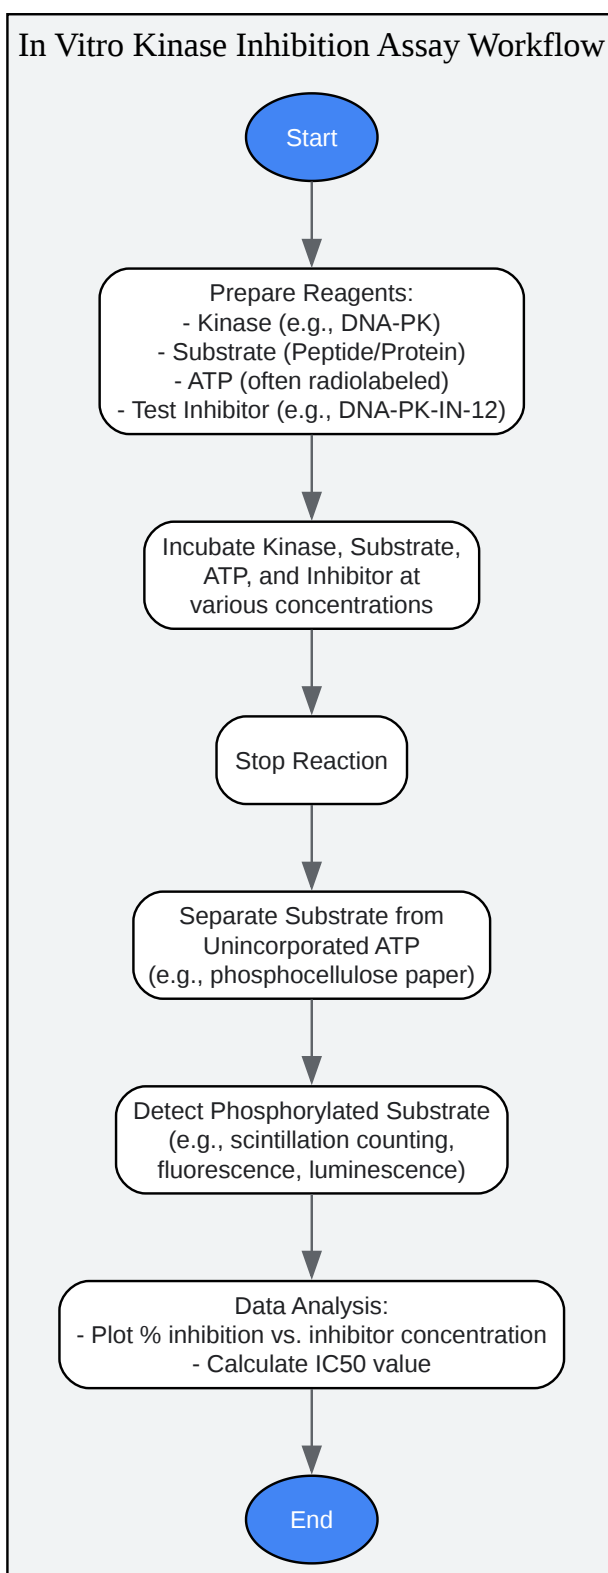 In Vitro Kinase Inhibition Assay Workflow
Start
Prepare Reagents:
- Kinase (e.g., DNA-PK)
- Substrate (Peptide/Protein)
- ATP (often radiolabeled)
- Test Inhibitor (e.g., DNA-PK-IN-12)
Incubate Kinase, Substrate,
ATP, and Inhibitor at
various concentrations
Stop Reaction
Separate Substrate from
Unincorporated ATP
(e.g., phosphocellulose paper)
Detect Phosphorylated Substrate
(e.g., scintillation counting,
fluorescence, luminescence)
Data Analysis:
- Plot % inhibition vs. inhibitor concentration
- Calculate IC50 value
End